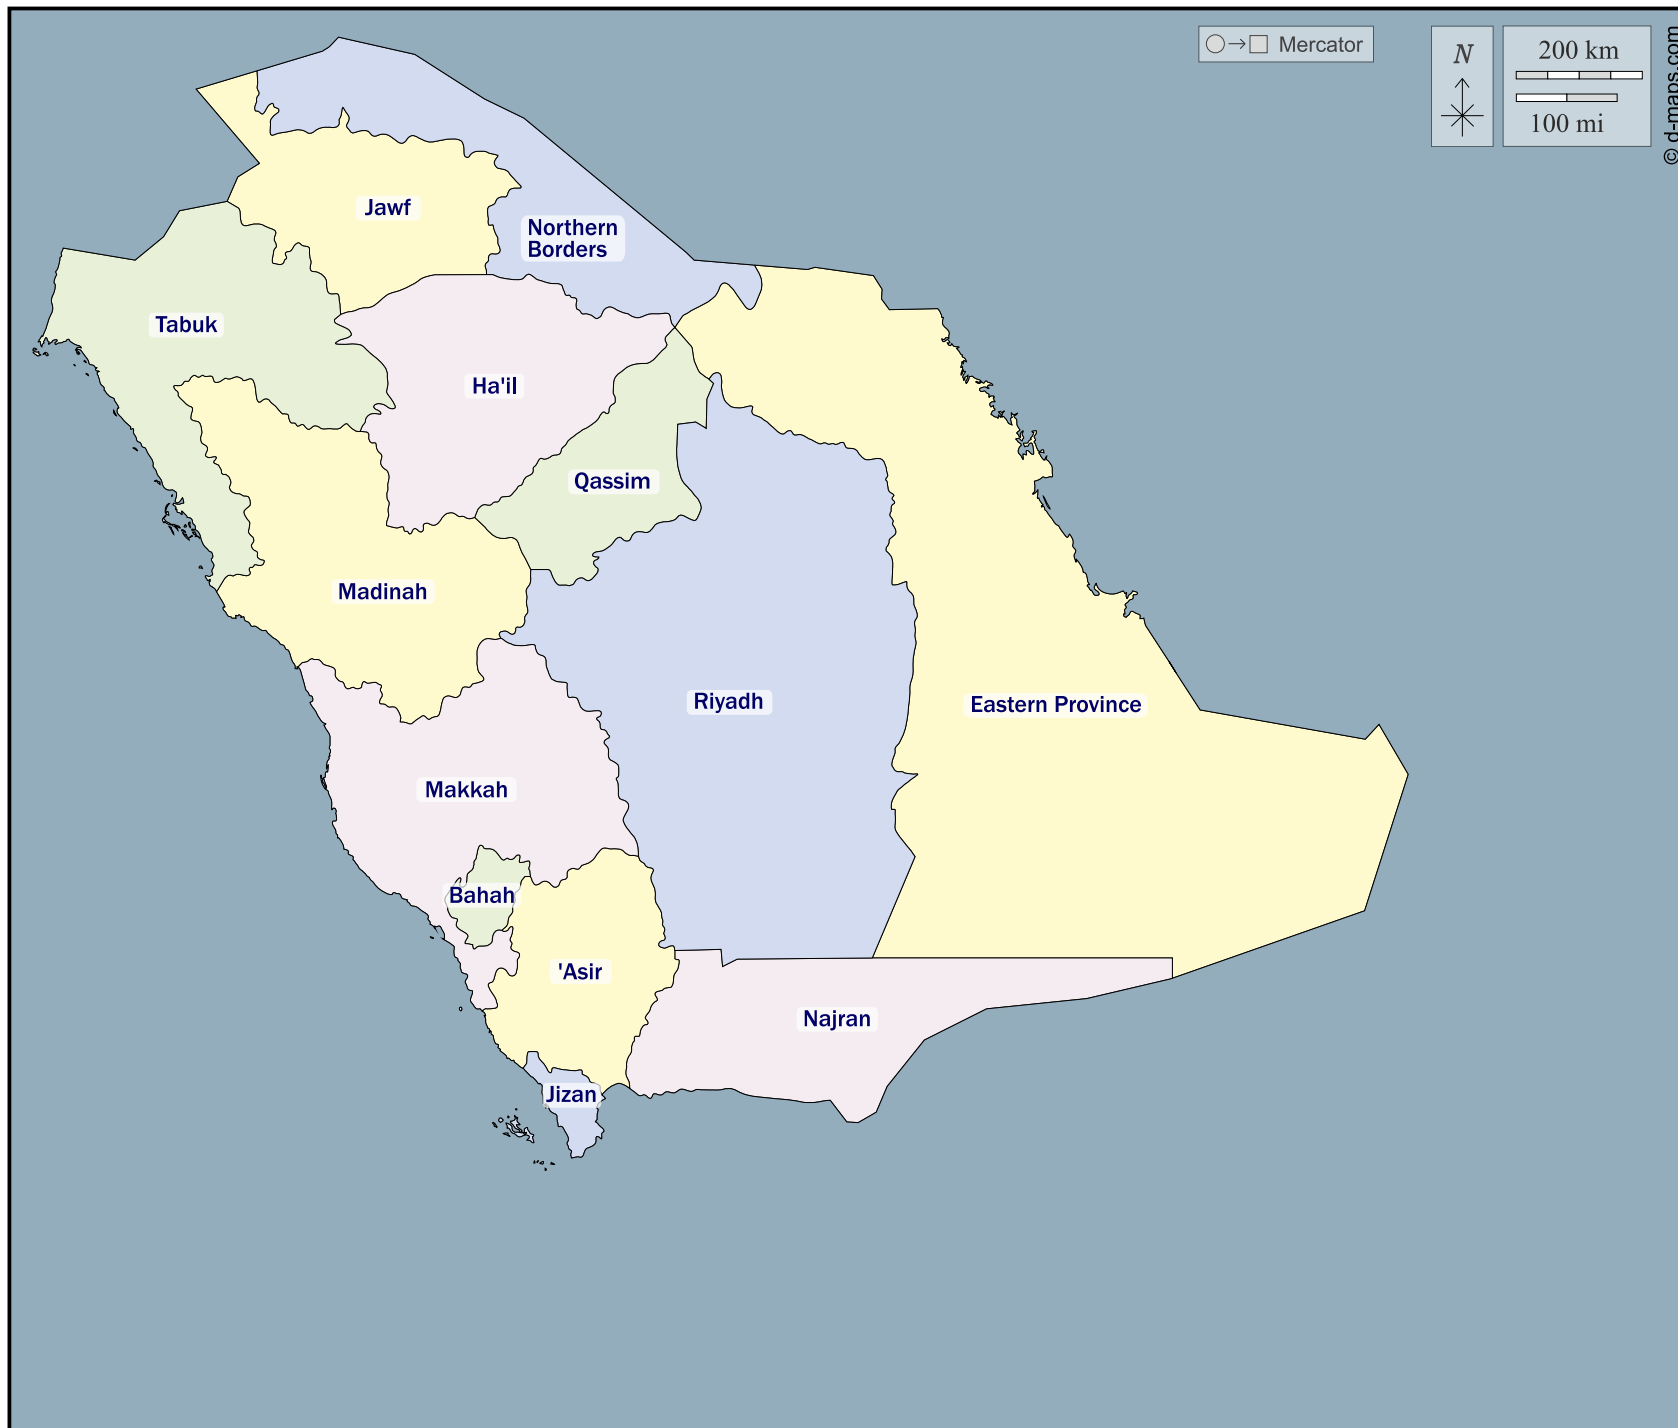 Mercator
N
200 km
100 mi
© d-maps.com
Jawf
Northern
Borders
Tabuk
Ha'il
Qassim
Madinah
Riyadh
Eastern Province
Makkah
Bahah
'Asir
Najran
Jizan